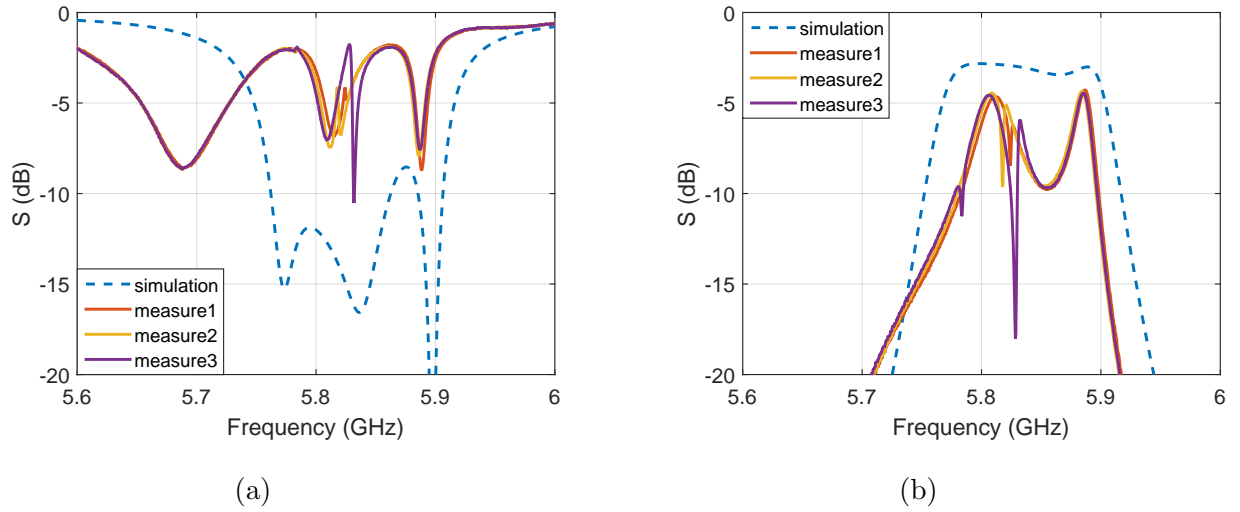 0
-5
-10
-15
-20
S (dB)
simulation
measure1
measure2
measure3
5.6
5.7
5.8
5.9
6
Frequency (GHz)
(a)
0
-5
-10
-15
-20
S (dB)
simulation
measure1
measure2
measure3
5.6
5.7
5.8
5.9
6
Frequency (GHz)
(b)